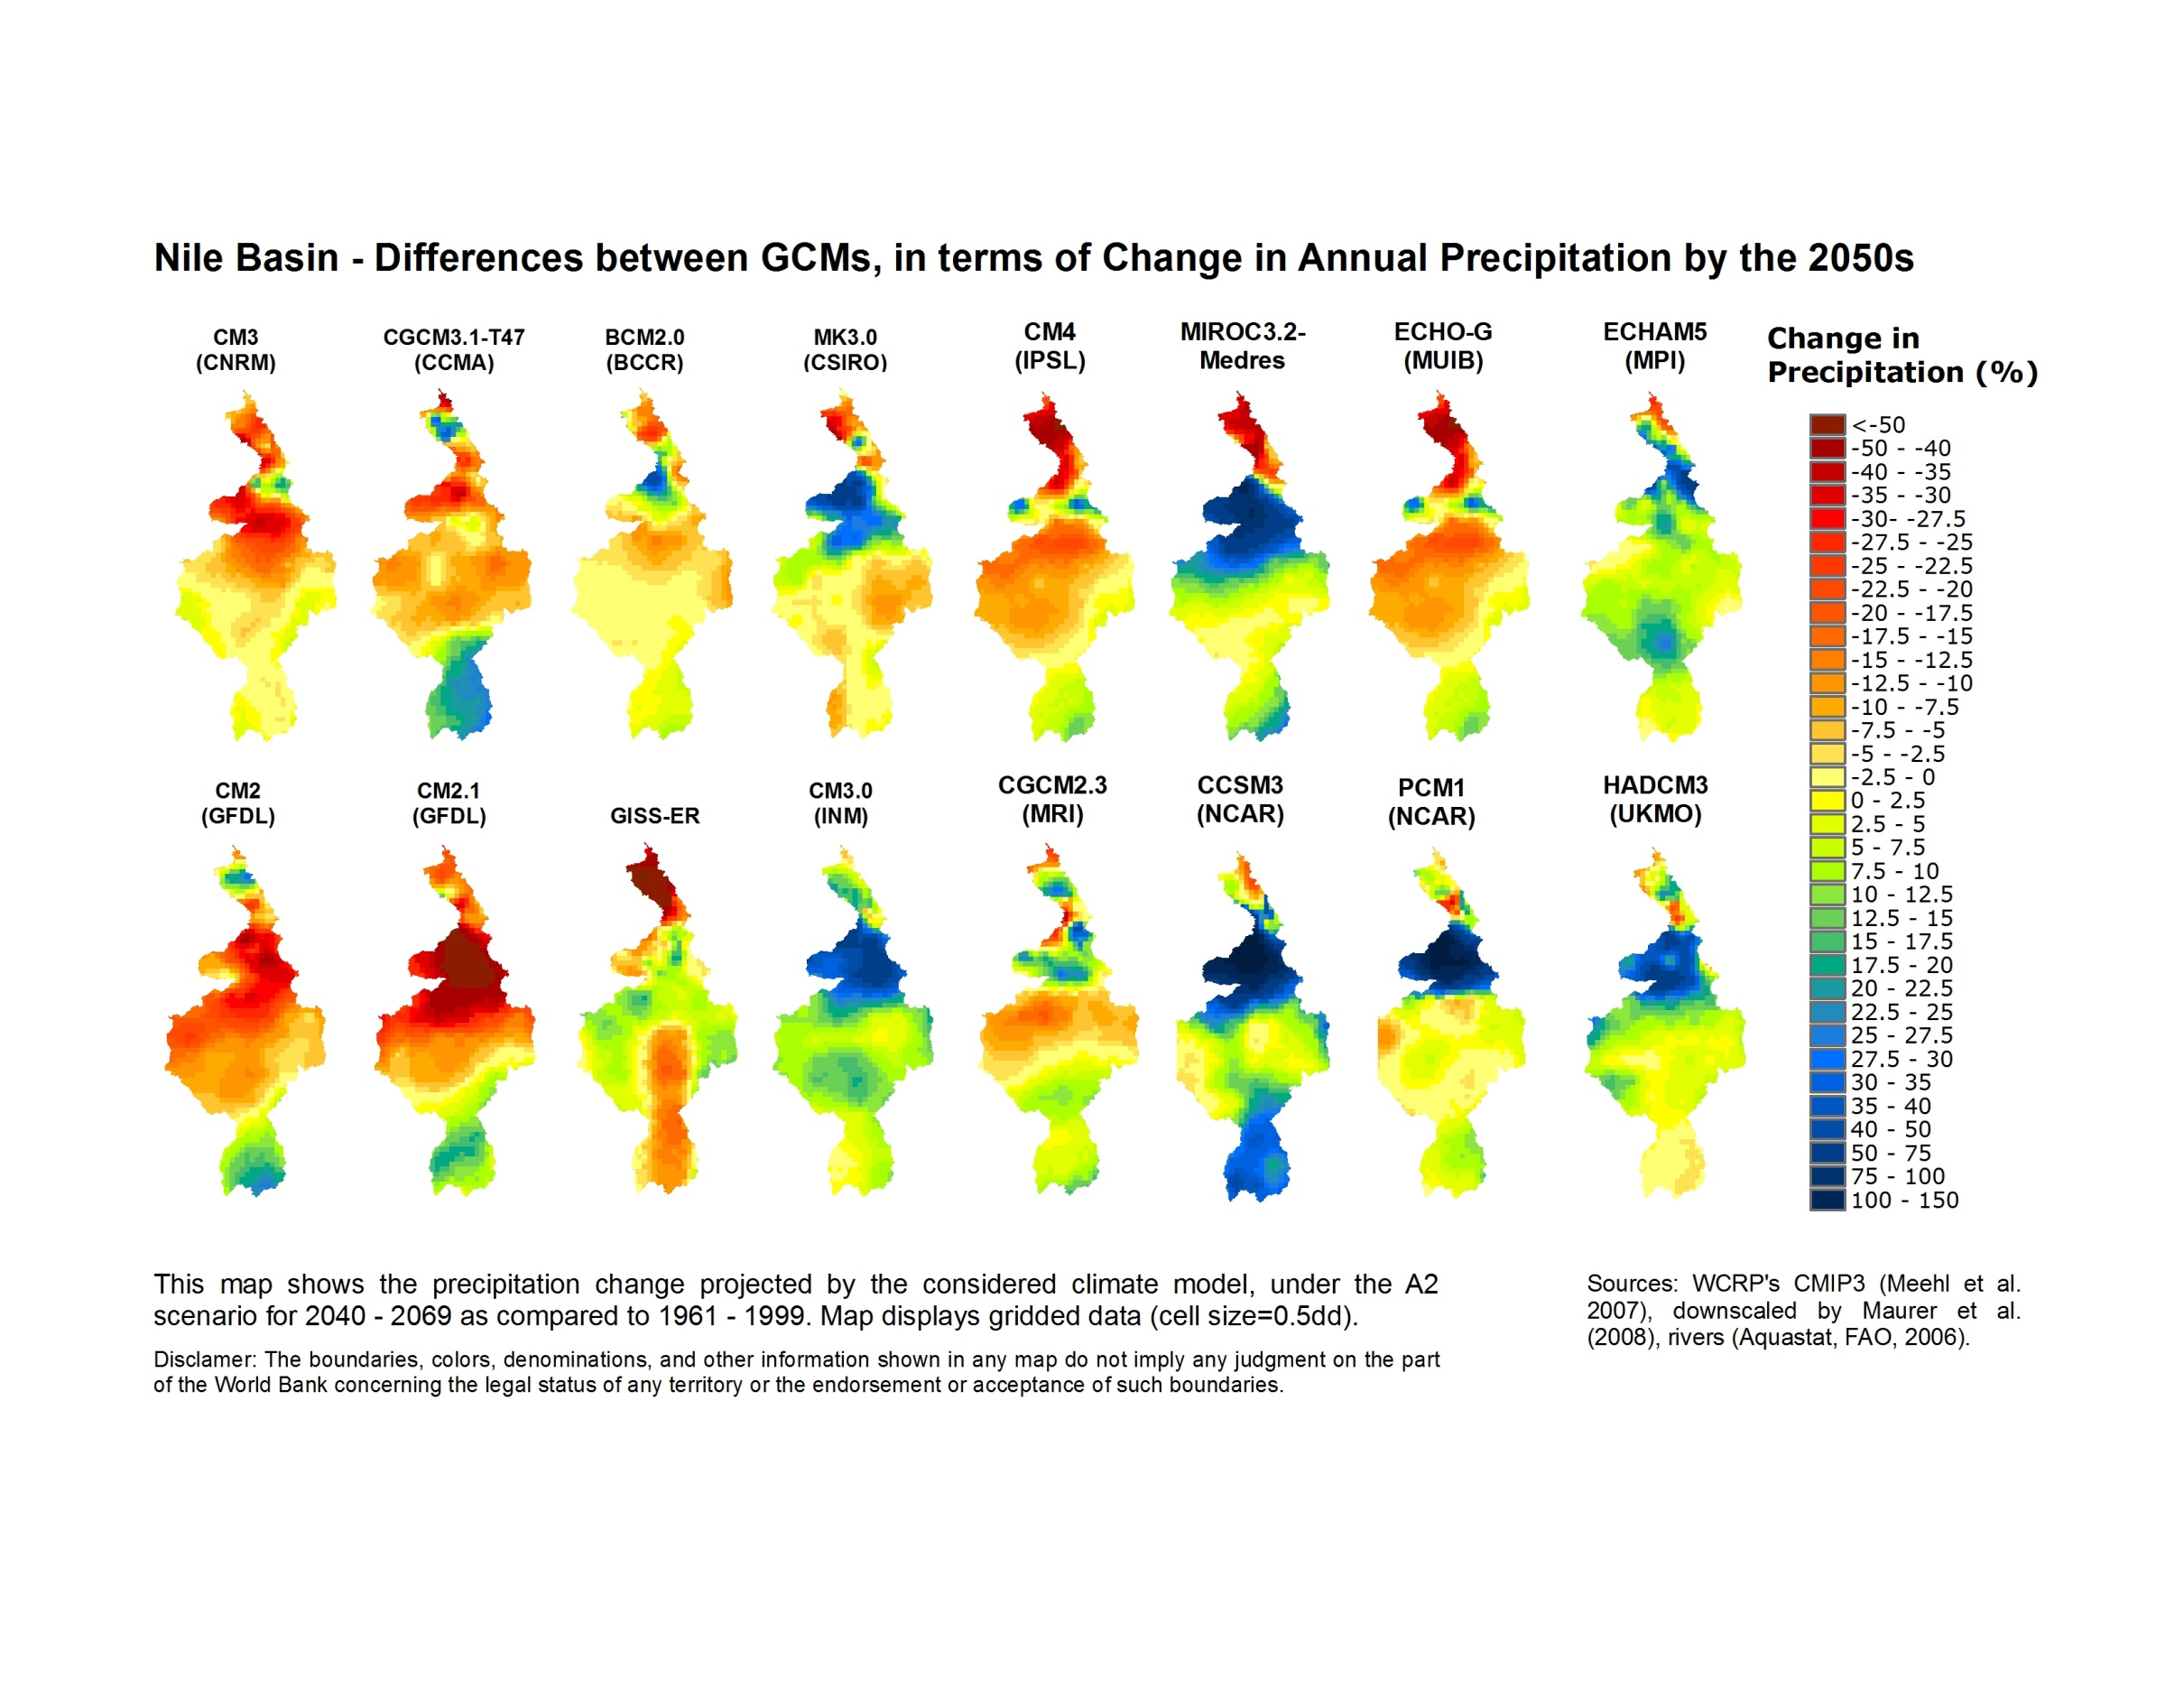 Nile Basin - Differences between GCMs, in terms of Change in Annual Precipitation by the 2050s
CM3
(CNRM)
CGCM3.1-T47
(CCMA)
BCM2.0
(BCCR)
MK3.0
(CSIRO)
CM4
(IPSL)
MIROC3.2-
Medres
ECHO-G
(MUIB)
ECHAM5
(MPI)
CM2
(GFDL)
CM2.1
(GFDL)
GISS-ER
CM3.0
(INM)
CGCM2.3
(MRI)
CCSM3
(NCAR)
PCM1
(NCAR)
HADCM3
(UKMO)
Change in
Precipitation (%)
<-50
-50 - -40
-40 - -35
-35 - -30
-30- -27.5
-27.5 - -25
-25 - -22.5
-22.5 - -20
-20 - -17.5
-17.5 - -15
-15 - -12.5
-12.5 - -10
-10 - -7.5
-7.5 - -5
-5 - -2.5
-2.5 - 0
0 - 2.5
2.5 - 5
5 - 7.5
7.5 - 10
10 - 12.5
12.5 - 15
15 - 17.5
17.5 - 20
20 - 22.5
22.5 - 25
25 - 27.5
27.5 - 30
30 - 35
35 - 40
40 - 50
50 - 75
75 - 100
100 - 150
This map shows the precipitation change projected by the considered climate model, under the A2
scenario for 2040 - 2069 as compared to 1961 - 1999. Map displays gridded data (cell size=0.5dd).
Disclamer: The boundaries, colors, denominations, and other information shown in any map do not imply any judgment on the part
of the World Bank concerning the legal status of any territory or the endorsement or acceptance of such boundaries.
Sources: WCRP's CMIP3 (Meehl et al.
2007), downscaled by Maurer et al.
(2008), rivers (Aquastat, FAO, 2006).